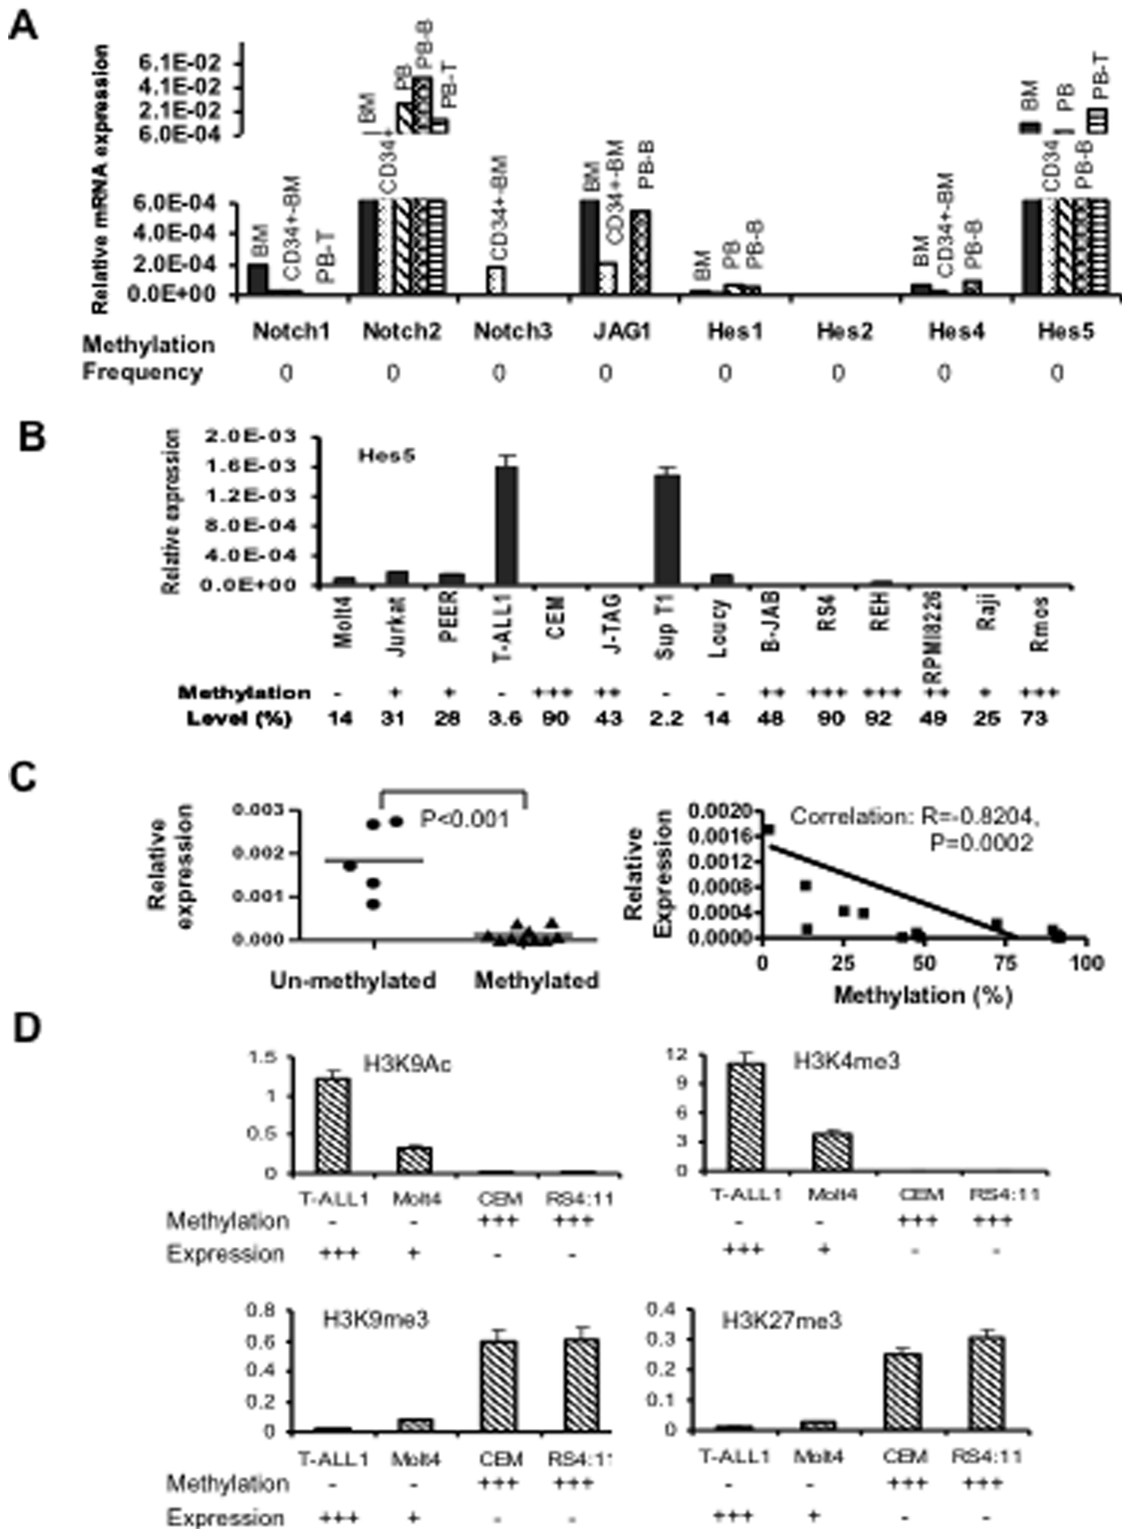 A
Relative mRNA expression
6.1E-02
4.1E-02
2.1E-02
6.0E-04
6.0E-04
4.0E-04
2.0E-04
0.0E+00
BM
CD34+-BM
PB-T
BM
CD34+
PB
PB-B
PB-T
CD34+-BM
BM
CD34+-BM
PB-B
BM
PB
PB-B
BM
CD34+-BM
PB-B
BM
CD34
PB
PB-B
PB-T
Notch1 Notch2 Notch3 JAG1 Hes1 Hes2 Hes4 Hes5
Methylation
Frequency 0 0 0 0 0 0 0 0
B
Relative expression
Hes5
2.0E-03
1.6E-03
1.2E-03
8.0E-04
4.0E-04
0.0E+00
Molt4 Jurkat PEER T-ALL1 CEM J-TAG Sup T1 Loucy B-JAB RS4 REH RPMI8226 Raji Rmos
Methylation - + + - +++ ++ - - ++ +++ +++ ++ + +++
Level (%) 14 31 28 3.6 90 43 2.2 14 48 90 92 49 25 73
C
Relative
expression
0.003
0.002
0.001
0.000
P<0.001
Un-methylated Methylated
Relative
Expression
0.0020
0.0016
0.0012
0.0008
0.0004
0.0000
Correlation: R=-0.8204,
P=0.0002
0 25 50 75 100
Methylation (%)
D
H3K9Ac
1.5
1
0.5
0
T-ALL1 Molt4 CEM RS4:11
Methylation - - +++ +++
Expression +++ + - -
H3K4me3
12
9
6
3
0
T-ALL1 Molt4 CEM RS4:11
- - +++ +++
+++ + - -
H3K9me3
0.8
0.6
0.4
0.2
0
T-ALL1 Molt4 CEM RS4:11
Methylation - - +++ +++
Expression +++ + - -
H3K27me3
0.4
0.3
0.2
0.1
0
T-ALL1 Molt4 CEM RS4:11
- - +++ +++
+++ + - -